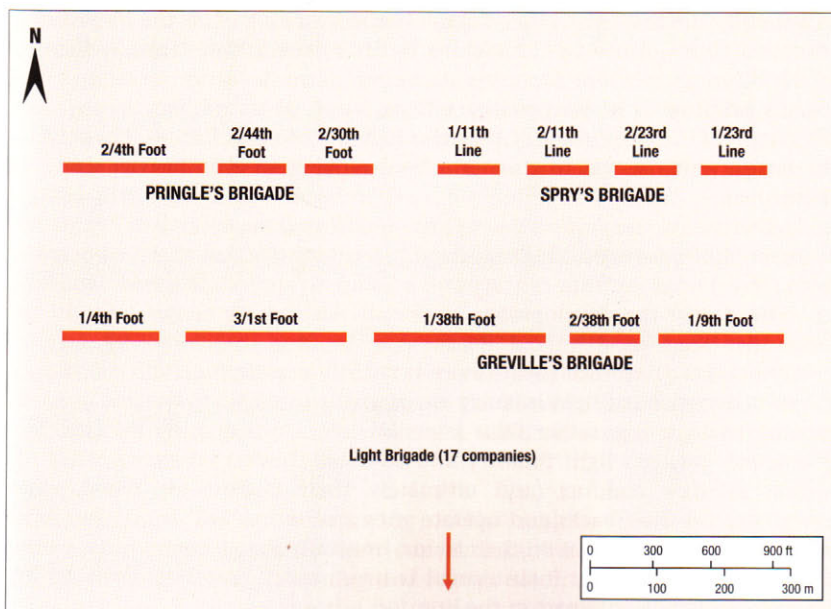 N
2/4th Foot
2/44th
Foot
2/30th
Foot
1/11th
Line
2/11th
Line
2/23rd
Line
1/23rd
Line
PRINGLE'S BRIGADE
SPRY'S BRIGADE
1/4th Foot
3/1st Foot
1/38th Foot
2/38th Foot
1/9th Foot
GREVILLE'S BRIGADE
Light Brigade (17 companies)
0 300 600 900 ft
0 100 200 300 m